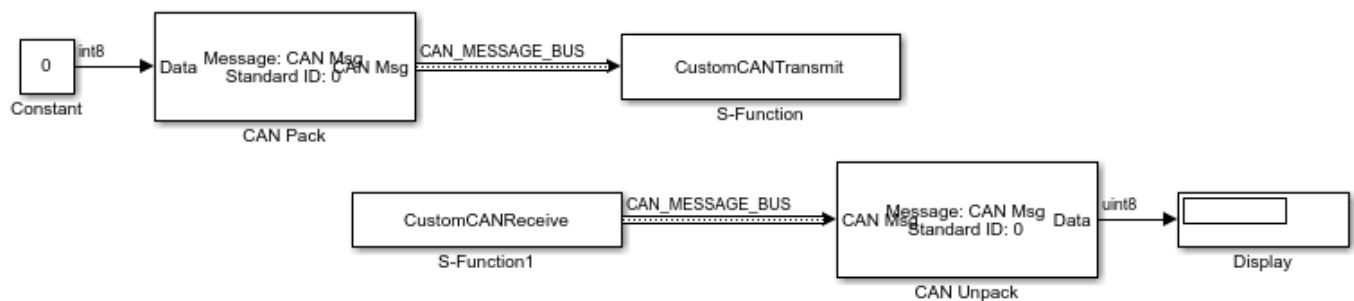 0
int8
Constant
Data
Message: CAN Msg
Standard ID: 0
CAN Msg
CAN Pack
CAN_MESSAGE_BUS
CustomCANTransmit
S-Function
CustomCANReceive
S-Function1
CAN_MESSAGE_BUS
CAN Msg
Message: CAN Msg
Standard ID: 0
Data
CAN Unpack
uint8
Display